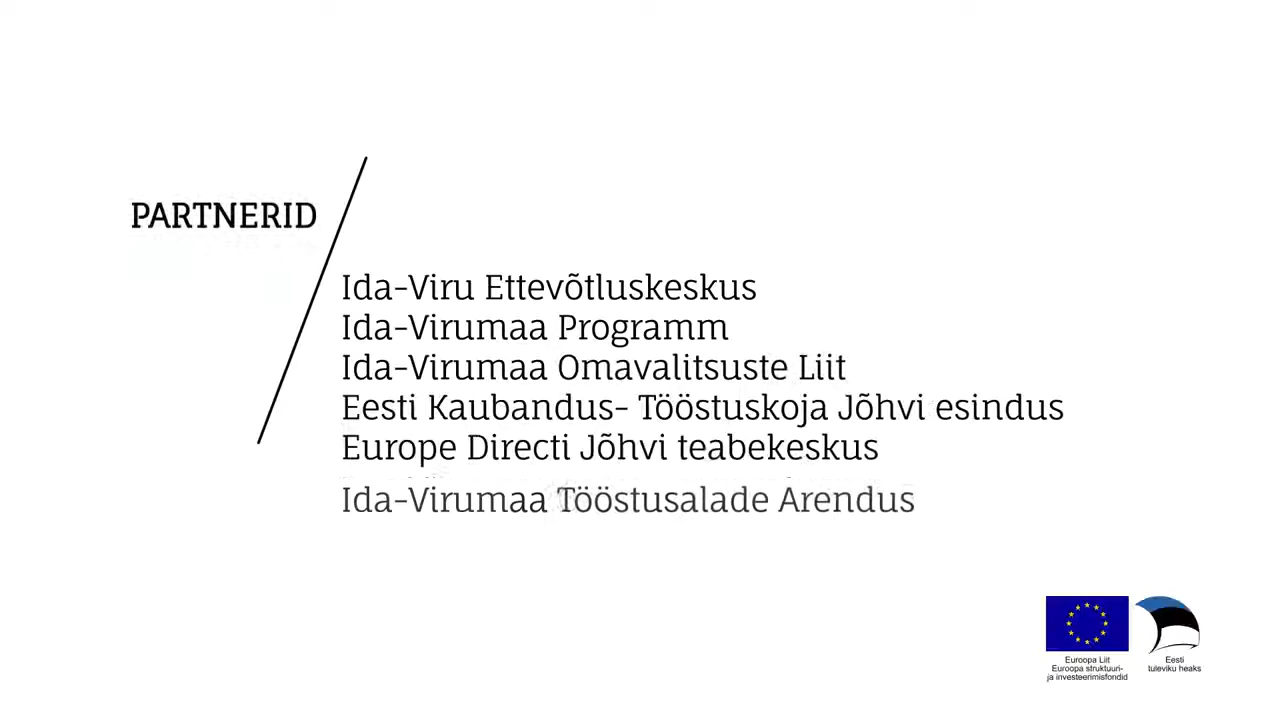 PARTNERID
Ida-Viru Ettevõtluskeskus
Ida-Virumaa Programm
Ida-Virumaa Omavalitsuste Liit
Eesti Kaubandus- Tööstuskoja Jõhvi esindus
Europe Directi Jõhvi teabekeskus
Ida-Virumaa Tööstusalade Arendus
Euroopa Liit
Euroopa struktuuri-
ja investeerimisfondid
Eesti
tuleviku heaks